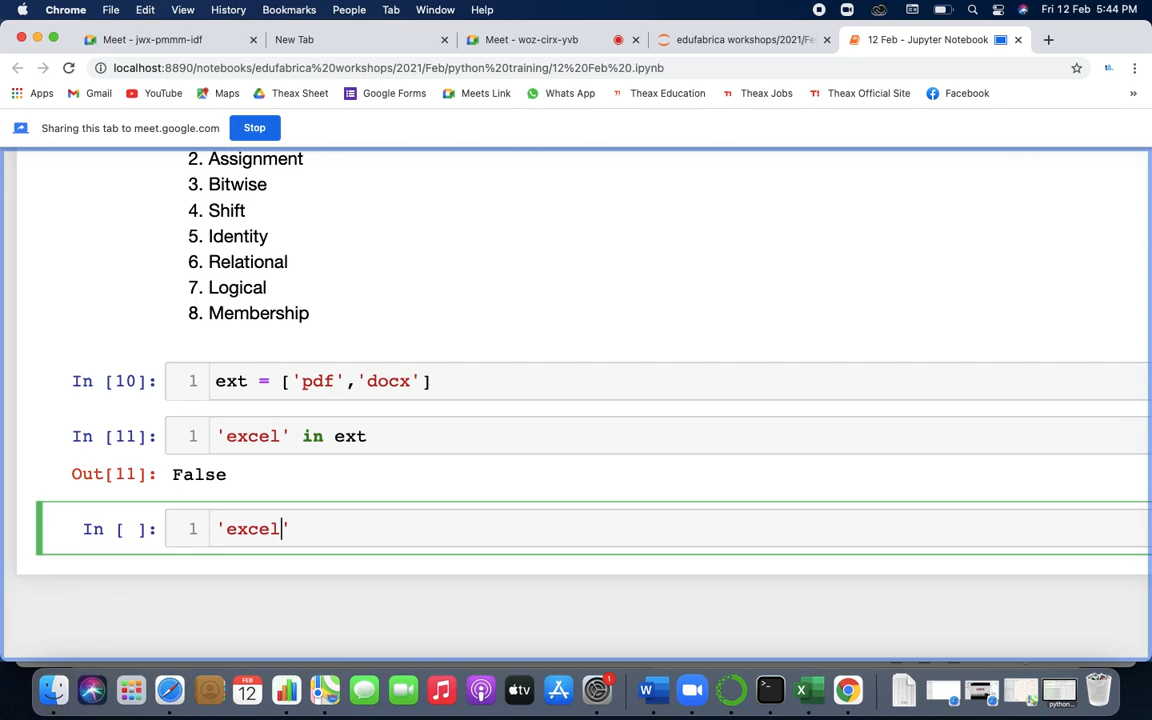 Chrome File Edit View History Bookmarks People Tab Window Help Fri 12 Feb 5:44 PM
Meet - jwx-pmmm-idf New Tab Meet - woz-cirx-yvb edufabrica workshops/2021/Fe 12 Feb - Jupyter Notebook
localhost:8890/notebooks/edufabrica%20workshops/2021/Feb/python%20training/12%20Feb%20.ipynb
Apps Gmail YouTube Maps Theax Sheet Google Forms Meets Link Whats App Theax Education Theax Jobs Theax Official Site Facebook »
Sharing this tab to meet.google.com Stop
2. Assignment
3. Bitwise
4. Shift
5. Identity
6. Relational
7. Logical
8. Membership
In [10]: 1 ext = ['pdf','docx']
In [11]: 1 'excel' in ext
Out[11]: False
In [ ]: 1 'excel'
FEB
12
1
tv
python...